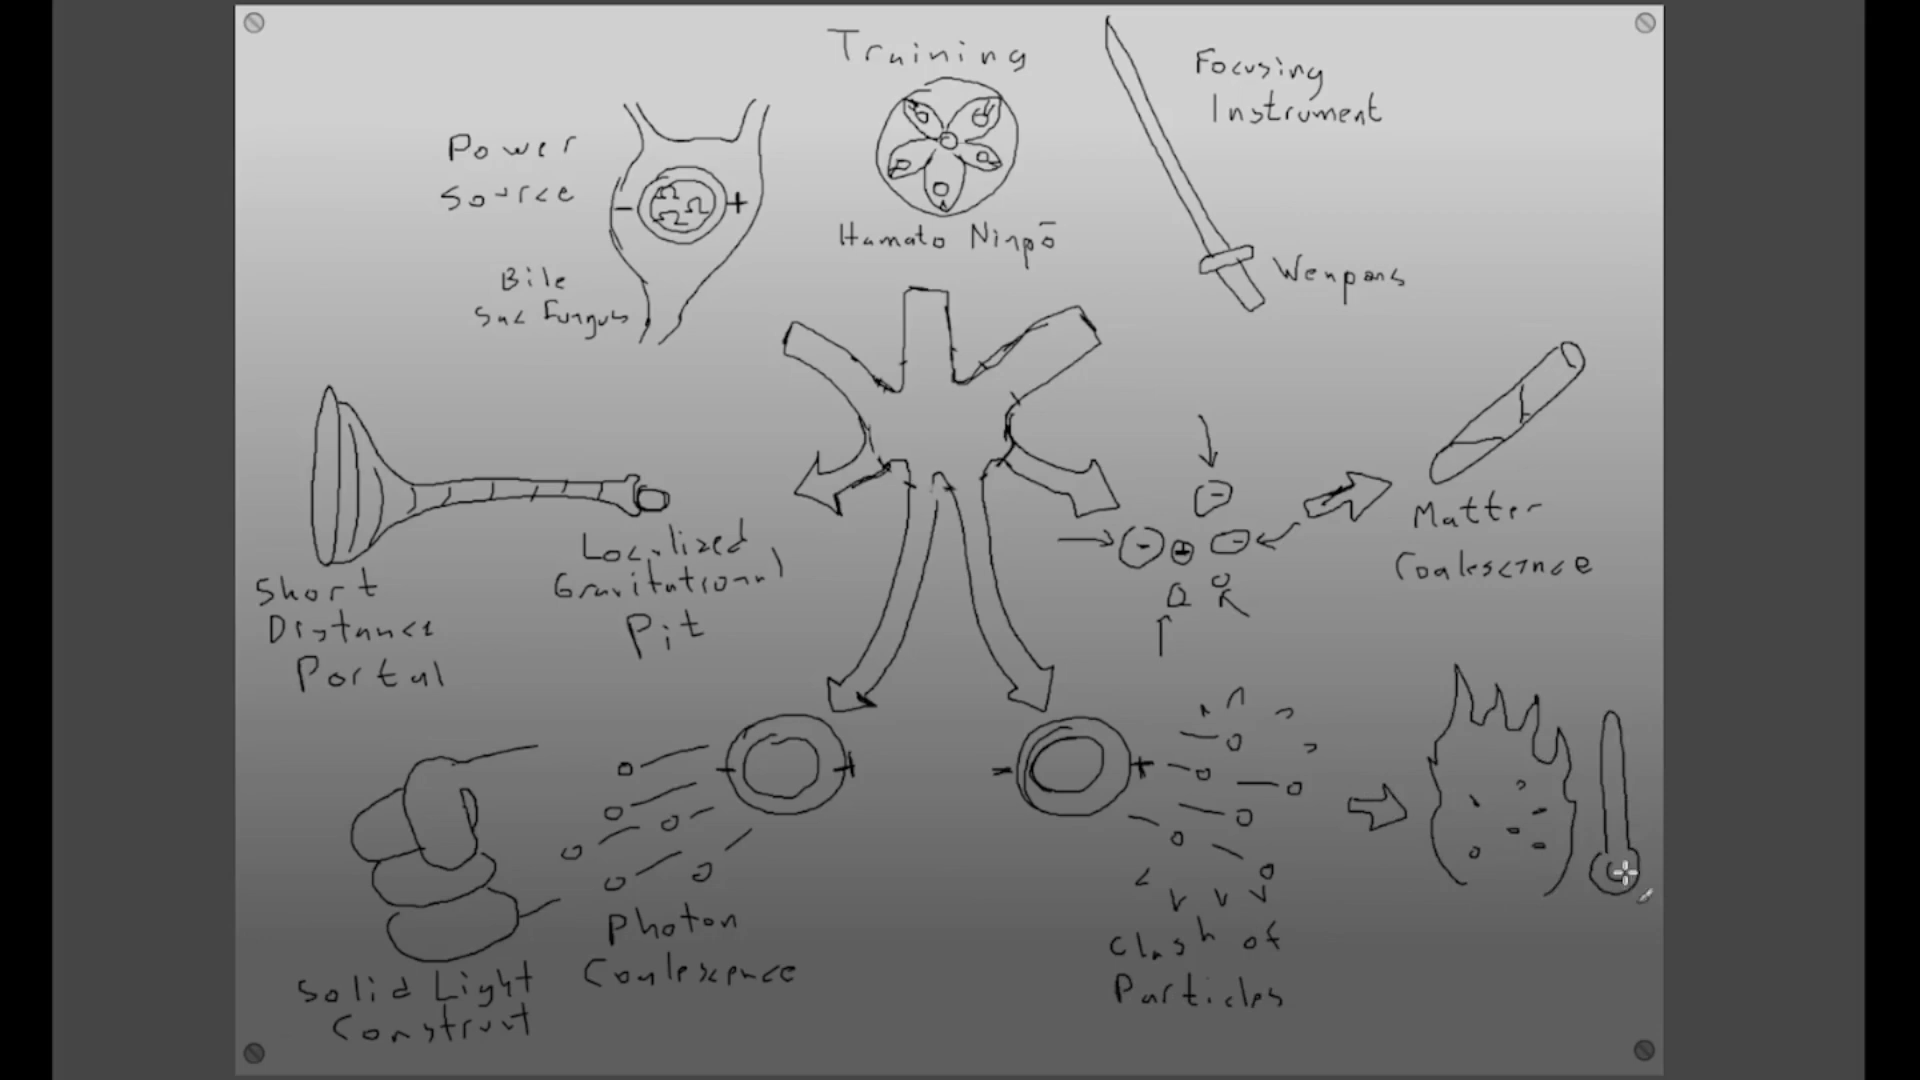 Training
Focusing
Instrument
Power
Source
Hamato Ninpō
Bile
Sac Fungus
Weapons
Localized
Gravitational
Pit
Short
Distance
Portal
Matter
Coalescence
Photon
Coalescence
Solid Light
Construct
Clash of
Particles